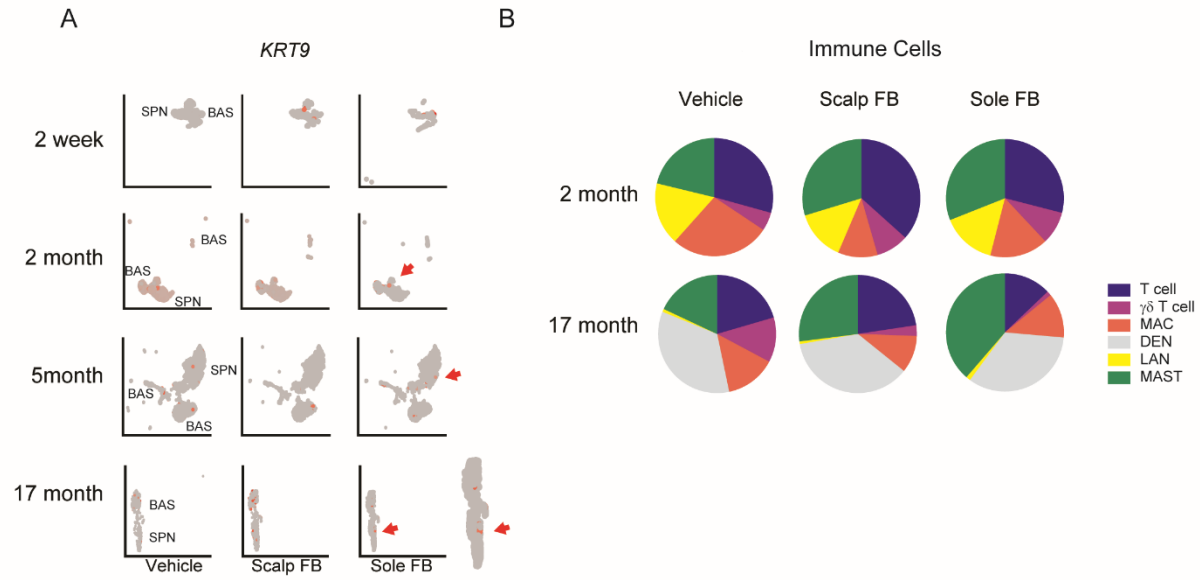 A
KRT9
2 week
SPN
BAS
2 month
BAS
BAS
SPN
5month
SPN
BAS
BAS
17 month
BAS
SPN
Vehicle
Scalp FB
Sole FB
B
Immune Cells
Vehicle
Scalp FB
Sole FB
2 month
17 month
T cell
γδ T cell
MAC
DEN
LAN
MAST